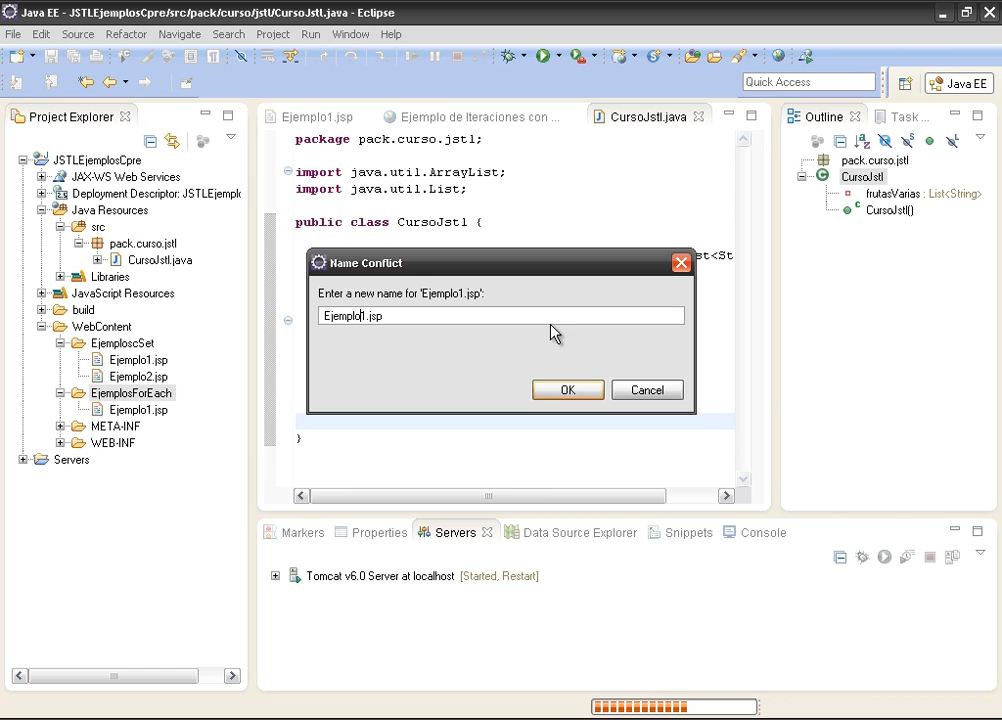 Java EE - JSTLEjemplosCpre/src/pack/curso/jstl/CursoJstl.java - Eclipse
File Edit Source Refactor Navigate Search Project Run Window Help
Quick Access
Java EE
Project Explorer
Ejemplo1.jsp
Ejemplo de Iteraciones con ...
CursoJstl.java
Outline
Task ...
JSTLEjemplosCpre
JAX-WS Web Services
Deployment Descriptor: JSTLEjempl
Java Resources
src
pack.curso.jstl
CursoJstl.java
Libraries
JavaScript Resources
build
WebContent
EjemploscSet
Ejemplo1.jsp
Ejemplo2.jsp
EjemplosForEach
Ejemplo1.jsp
META-INF
WEB-INF
Servers
package pack.curso.jstl;
import java.util.ArrayList;
import java.util.List;
public class CursoJstl {
st<St
}
Name Conflict
Enter a new name for 'Ejemplo1.jsp':
Ejemplo1.jsp
OK Cancel
pack.curso.jstl
CursoJstl
frutasVarias : List<String>
CursoJstl()
Markers Properties Servers Data Source Explorer Snippets Console
Tomcat v6.0 Server at localhost [Started, Restart]